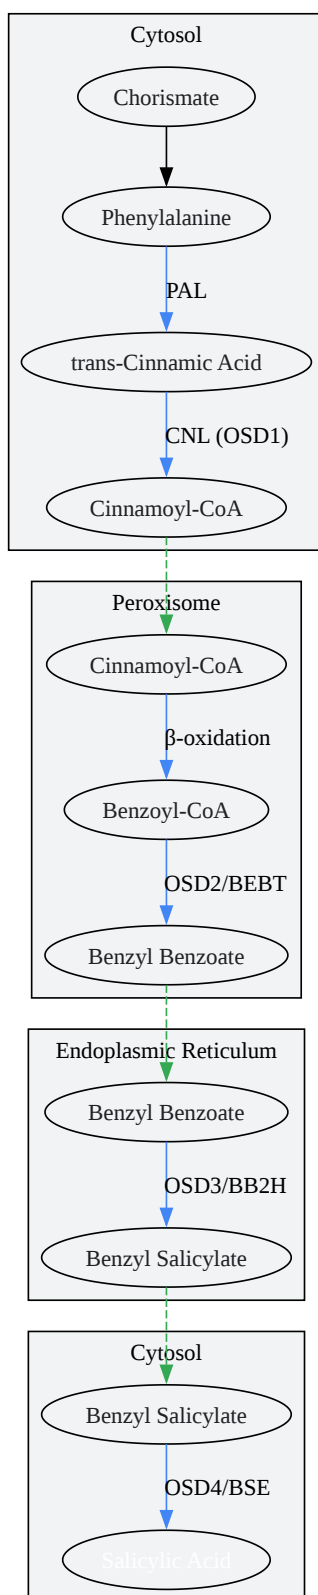 Cytosol
Chorismate
Phenylalanine
PAL
trans-Cinnamic Acid
CNL (OSD1)
Cinnamoyl-CoA
Peroxisome
Cinnamoyl-CoA
β-oxidation
Benzoyl-CoA
OSD2/BEBT
Benzyl Benzoate
Endoplasmic Reticulum
Benzyl Benzoate
OSD3/BB2H
Benzyl Salicylate
Cytosol
Benzyl Salicylate
OSD4/BSE
Salicylic Acid